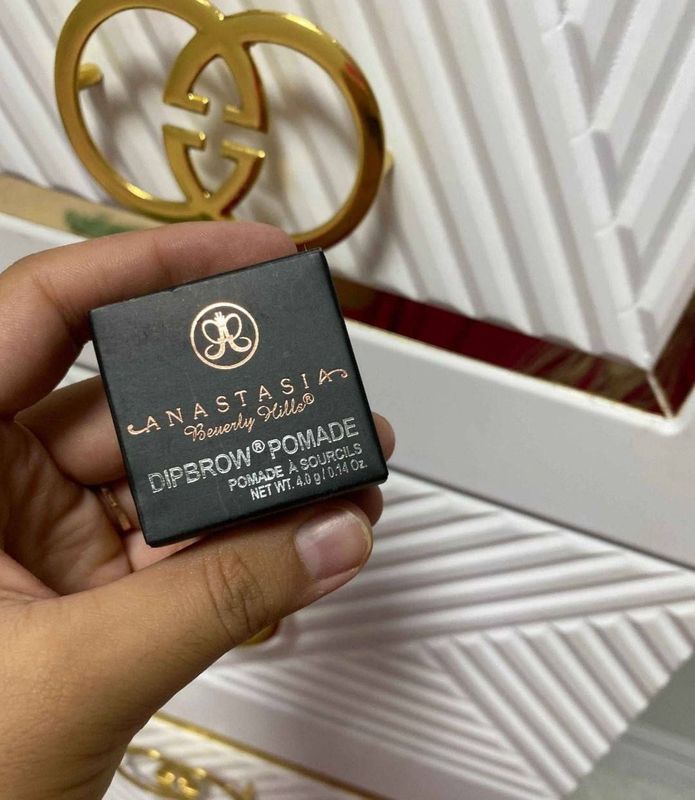 ANASTASIA
Beverly Hills®
DIPBROW® POMADE
POMADE À SOURCILS
NET WT. 4.0 g / 0.14 Oz.